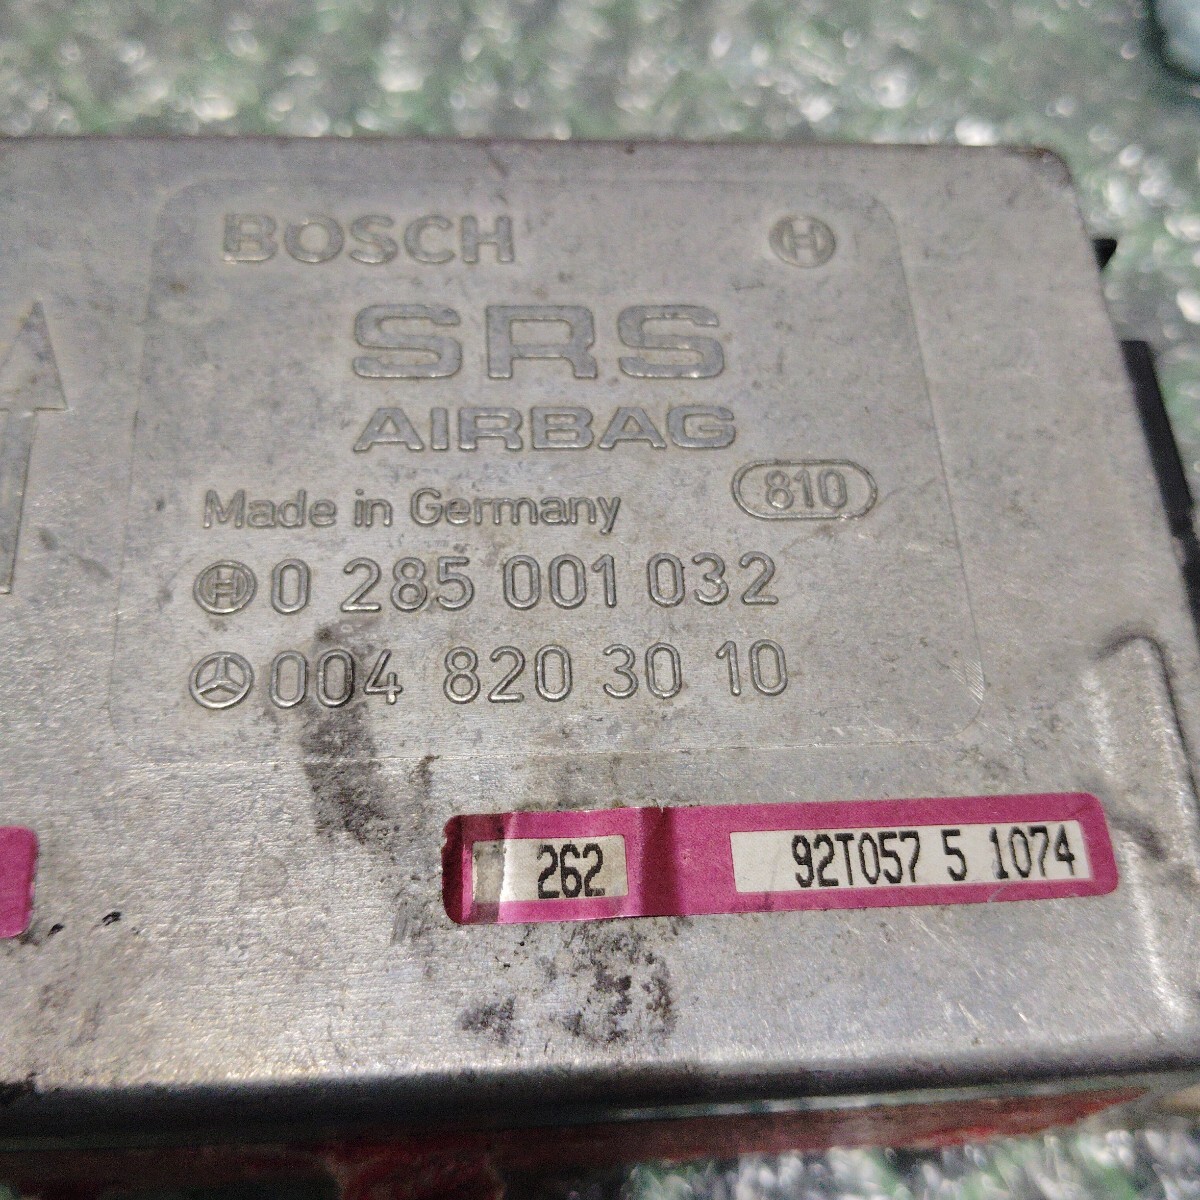 BOSCH
SRS
AIRBAG
Made in Germany 810
0 285 001 032
004 820 30 10
262 92T057 5 1074